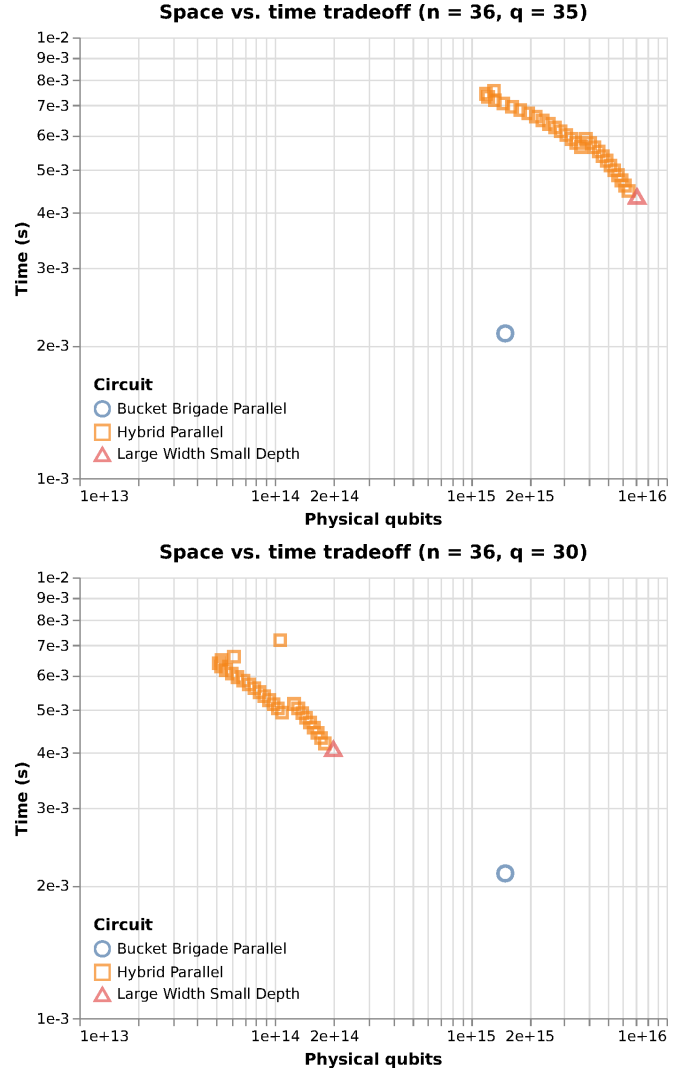 Space vs. time tradeoff (n = 36, q = 35)
1e-2
9e-3
8e-3
7e-3
6e-3
5e-3
4e-3
3e-3
2e-3
1e-3
Time (s)
Circuit
Bucket Brigade Parallel
Hybrid Parallel
Large Width Small Depth
1e+13 1e+14 2e+14 1e+15 2e+15 1e+16
Physical qubits
Space vs. time tradeoff (n = 36, q = 30)
1e-2
9e-3
8e-3
7e-3
6e-3
5e-3
4e-3
3e-3
2e-3
1e-3
Time (s)
Circuit
Bucket Brigade Parallel
Hybrid Parallel
Large Width Small Depth
1e+13 1e+14 2e+14 1e+15 2e+15 1e+16
Physical qubits